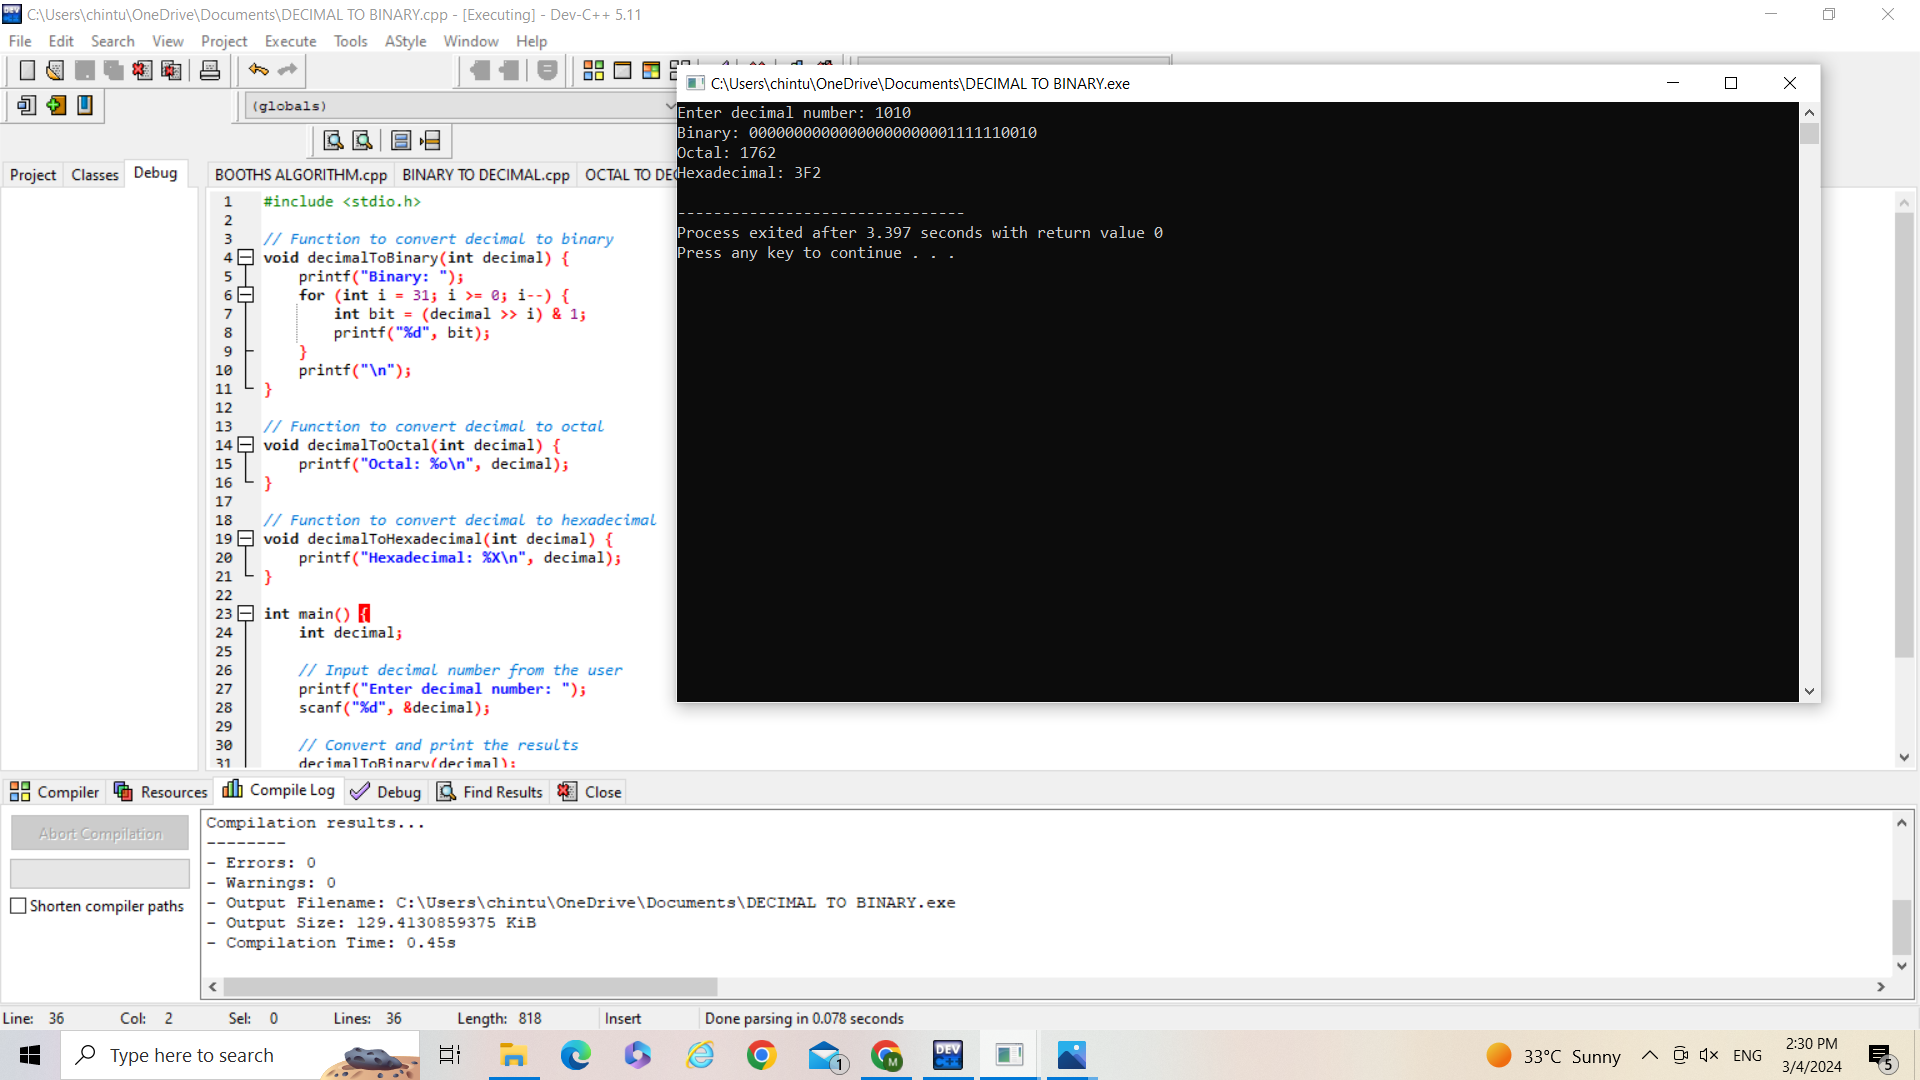 C:\Users\chintu\OneDrive\Documents\DECIMAL TO BINARY.cpp - [Executing] - Dev-C++ 5.11
File Edit Search View Project Execute Tools AStyle Window Help
(globals)
Project Classes Debug
BOOTHS ALGORITHM.cpp BINARY TO DECIMAL.cpp OCTAL TO DEC
1 #include <stdio.h>
2
3 // Function to convert decimal to binary
4 void decimalToBinary(int decimal) {
5 printf("Binary: ");
6 for (int i = 31; i >= 0; i--) {
7 int bit = (decimal >> i) & 1;
8 printf("%d", bit);
9 }
10 printf("\n");
11 }
12
13 // Function to convert decimal to octal
14 void decimalToOctal(int decimal) {
15 printf("Octal: %o\n", decimal);
16 }
17
18 // Function to convert decimal to hexadecimal
19 void decimalToHexadecimal(int decimal) {
20 printf("Hexadecimal: %X\n", decimal);
21 }
22
23 int main() {
24 int decimal;
25
26 // Input decimal number from the user
27 printf("Enter decimal number: ");
28 scanf("%d", &decimal);
29
30 // Convert and print the results
31 decimalToBinary(decimal);
C:\Users\chintu\OneDrive\Documents\DECIMAL TO BINARY.exe
Enter decimal number: 1010
Binary: 00000000000000000000001111110010
Octal: 1762
Hexadecimal: 3F2
--------------------------------
Process exited after 3.397 seconds with return value 0
Press any key to continue . . .
Compiler Resources Compile Log Debug Find Results Close
Abort Compilation
Shorten compiler paths
Compilation results...
--------
- Errors: 0
- Warnings: 0
- Output Filename: C:\Users\chintu\OneDrive\Documents\DECIMAL TO BINARY.exe
- Output Size: 129.4130859375 KiB
- Compilation Time: 0.45s
Line: 36 Col: 2 Sel: 0 Lines: 36 Length: 818 Insert Done parsing in 0.078 seconds
Type here to search
1
M
DEV C++
33°C Sunny
ENG
2:30 PM
3/4/2024
5